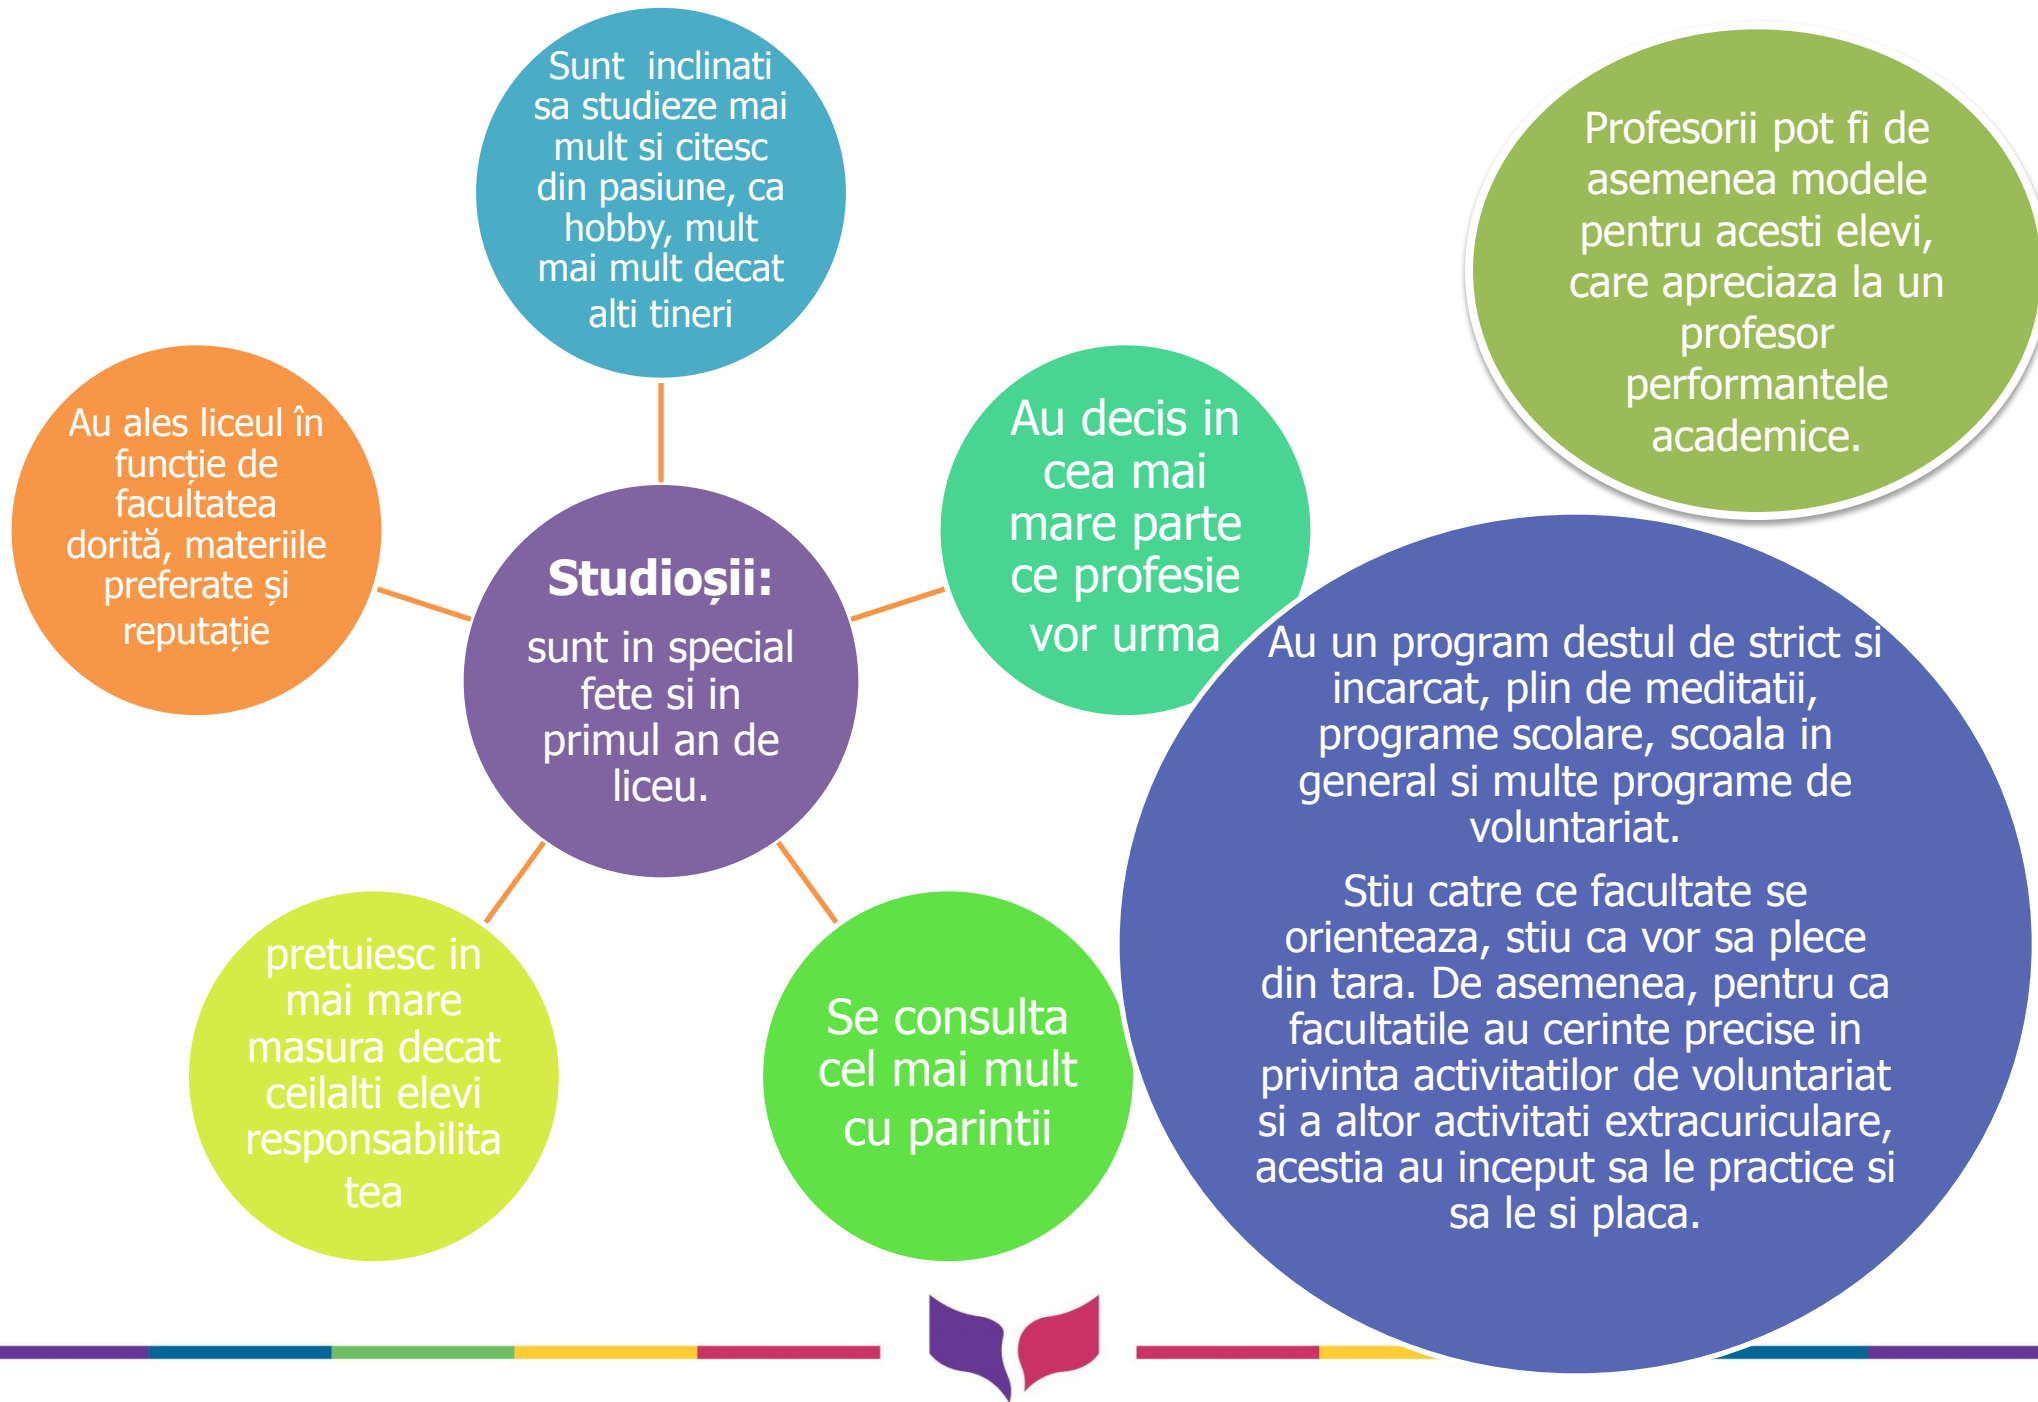 Sunt  inclinati
sa studieze mai
mult si citesc
din pasiune, ca
hobby, mult
mai mult decat
alti tineri
Profesorii pot fi de
asemenea modele
pentru acesti elevi,
care apreciaza la un
profesor
performantele
academice.
Au ales liceul în
funcție de
facultatea
dorită, materiile
preferate și
reputație
Studioșii:
sunt in special
fete si in
primul an de
liceu.
Au decis in
cea mai
mare parte
ce profesie
vor urma
pretuiesc in
mai mare
masura decat
ceilalti elevi
responsabilita
tea
Se consulta
cel mai mult
cu parintii
Au un program destul de strict si
incarcat, plin de meditatii,
programe scolare, scoala in
general si multe programe de
voluntariat.
Stiu catre ce facultate se
orienteaza, stiu ca vor sa plece
din tara. De asemenea, pentru ca
facultatile au cerinte precise in
privinta activitatilor de voluntariat
si a altor activitati extracuriculare,
acestia au inceput sa le practice si
sa le si placa.